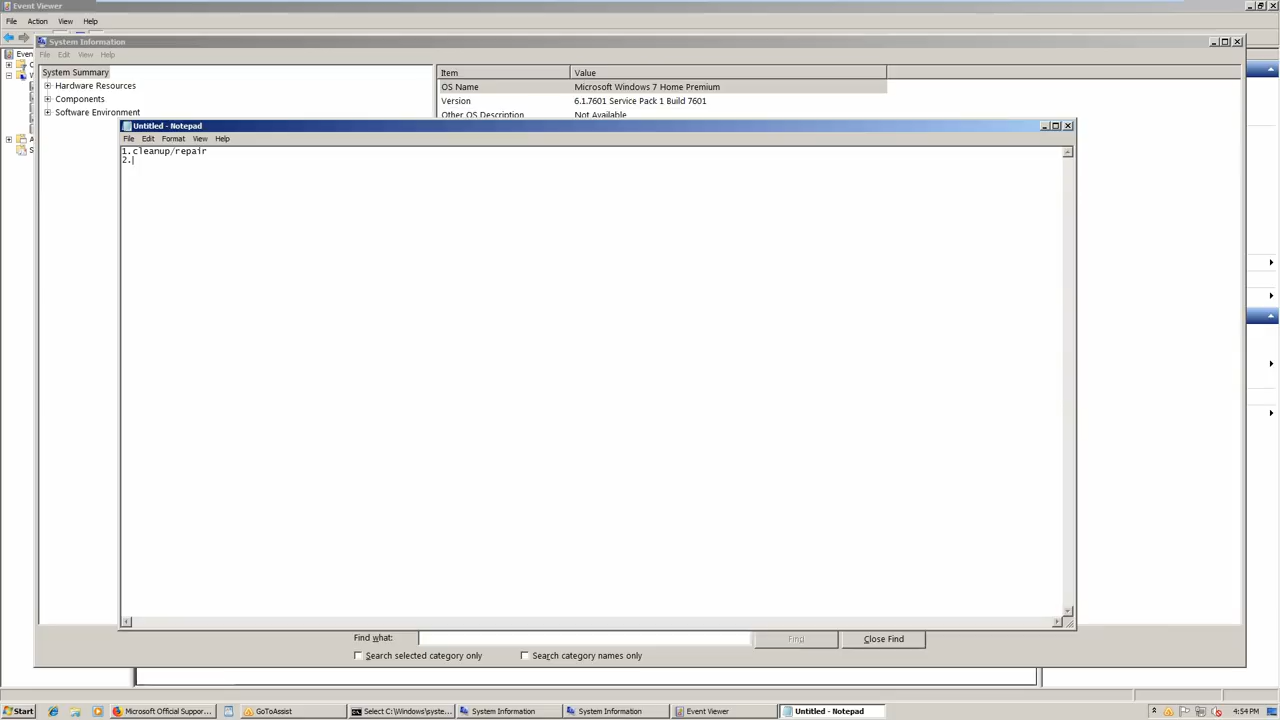 Event Viewer
File Action View Help
System Information
Even
File Edit View Help
System Summary
Hardware Resources
Components
Software Environment
Item Value
OS Name Microsoft Windows 7 Home Premium
Version 6.1.7601 Service Pack 1 Build 7601
Other OS Description Not Available
Untitled - Notepad
File Edit Format View Help
1.cleanup/repair
2.
Find what: Find Close Find
Search selected category only Search category names only
Start Microsoft Official Suppor... GoToAssist Select C:\Windows\syste... System Information System Information Event Viewer Untitled - Notepad 4:54 PM